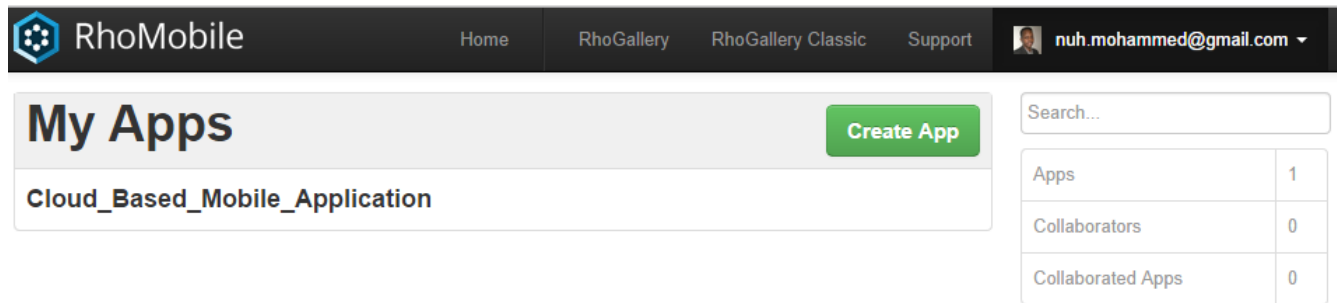 RhoMobile Home RhoGallery RhoGallery Classic Support nuh.mohammed@gmail.com
My Apps
Create App
Cloud_Based_Mobile_Application
Search...
Apps 1
Collaborators 0
Collaborated Apps 0